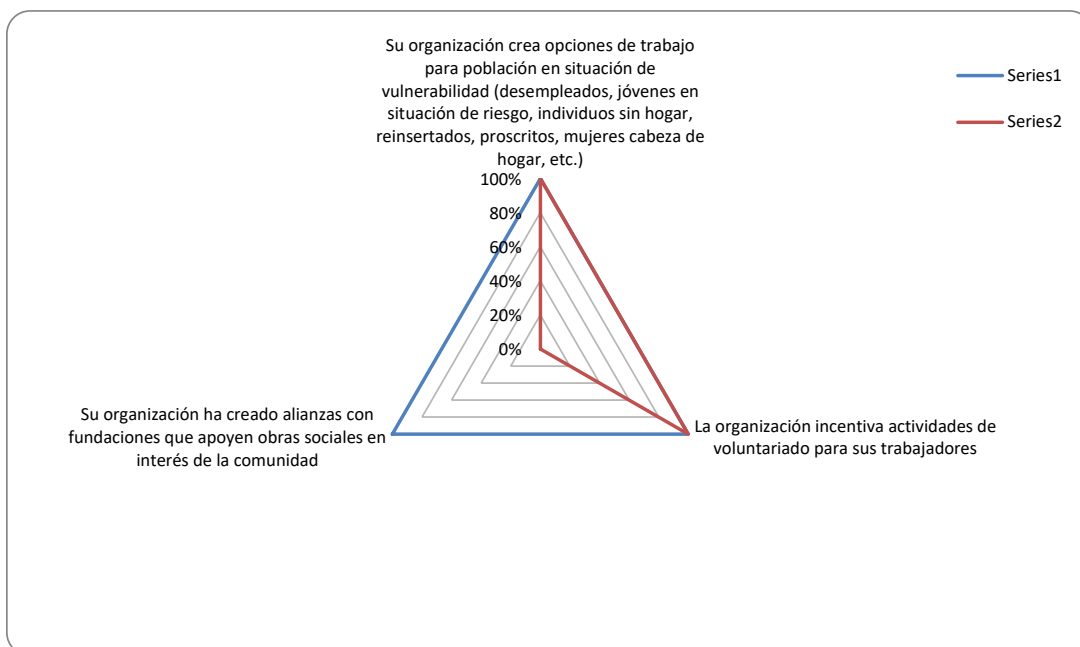 Su organización crea opciones de trabajo
para población en situación de
vulnerabilidad (desempleados, jóvenes en
situación de riesgo, individuos sin hogar,
reinsertados, proscritos, mujeres cabeza de
hogar, etc.)
Series1
Series2
100%
80%
60%
40%
20%
0%
La organización incentiva actividades de
voluntariado para sus trabajadores
Su organización ha creado alianzas con
fundaciones que apoyen obras sociales en
interés de la comunidad